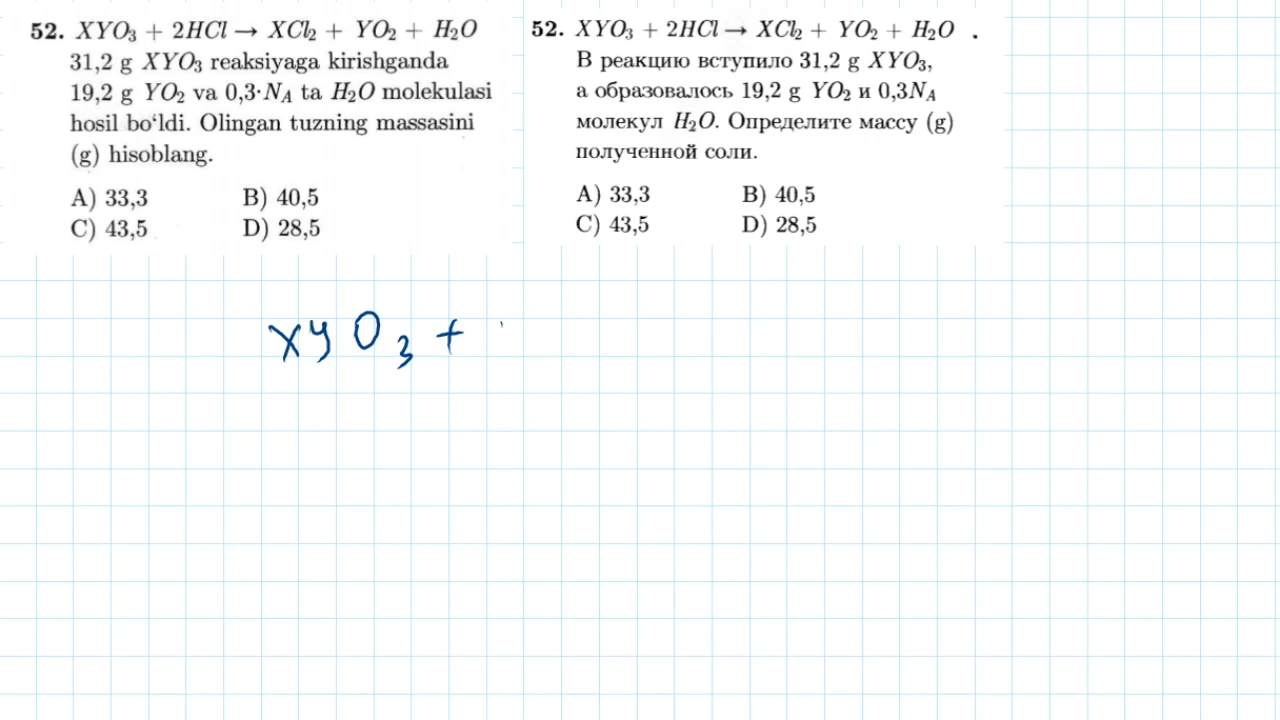 52. XYO₃ + 2HCl → XCl₂ + YO₂ + H₂O
31,2 g XYO₃ reaksiyaga kirishganda
19,2 g YO₂ va 0,3·N_A ta H₂O molekulasi
hosil bo‘ldi. Olingan tuzning massasini
(g) hisoblang.
A) 33,3 B) 40,5
C) 43,5 D) 28,5
52. XYO₃ + 2HCl → XCl₂ + YO₂ + H₂O .
В реакцию вступило 31,2 g XYO₃,
а образовалось 19,2 g YO₂ и 0,3N_A
молекул H₂O. Определите массу (g)
полученной соли.
A) 33,3 B) 40,5
C) 43,5 D) 28,5
XYO₃ +